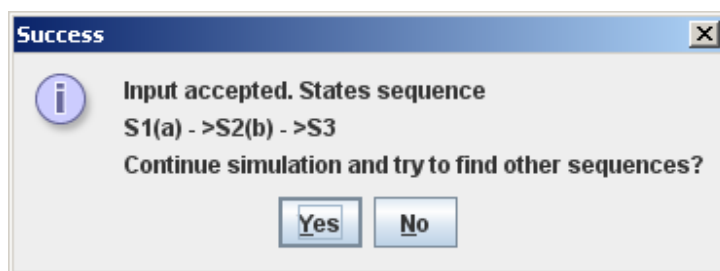 Success
Input accepted. States sequence
S1(a) - >S2(b) - >S3
Continue simulation and try to find other sequences?
Yes No